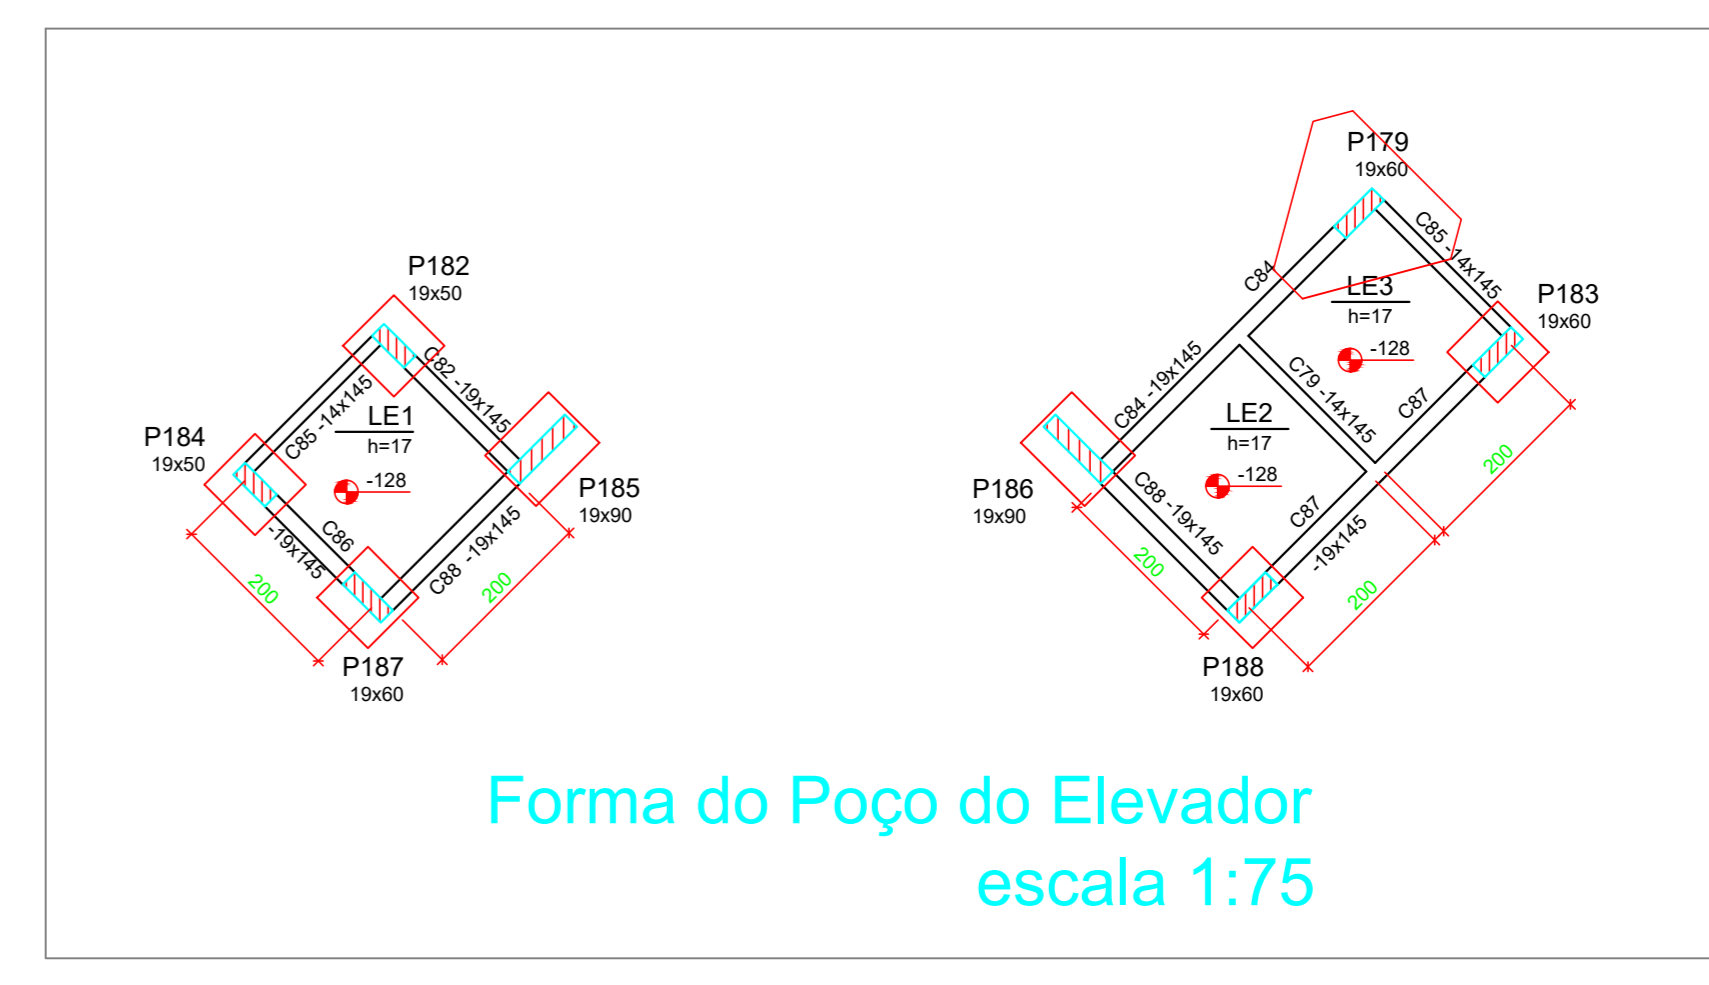 P182
19x50
C82 -19x145
C85 -14x145
LE1
h=17
-128
P184
19x50
P185
19x90
C86
-19x145
C88 -19x145
200
200
P187
19x60
P179
19x60
C85 -14x145
C84
LE3
h=17
-128
P183
19x60
C84 -19x145
C79 -14x145
C87
LE2
h=17
-128
P186
19x90
C88 -19x145
C87
-19x145
200
200
200
P188
19x60
Forma do Poço do Elevador
escala 1:75